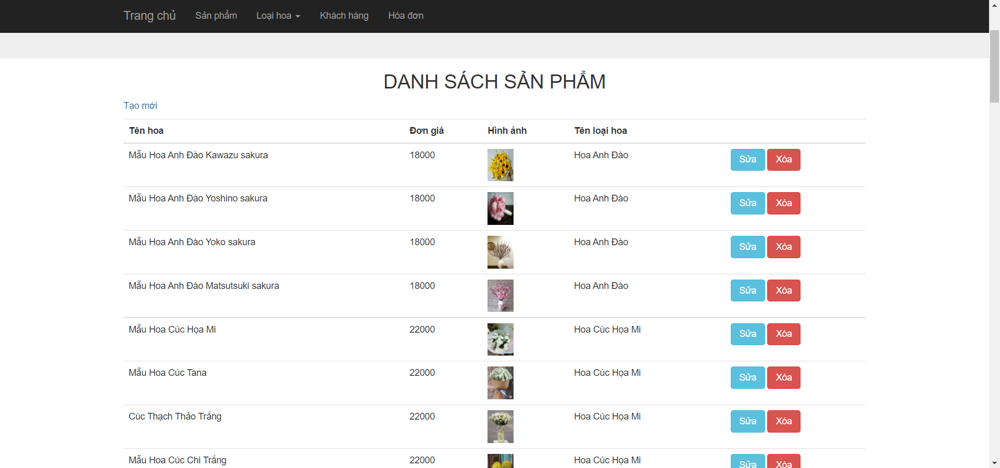 Trang chủ Sản phẩm Loại hoa Khách hàng Hóa đơn
DANH SÁCH SẢN PHẨM
Tạo mới
Tên hoa Đơn giá Hình ảnh Tên loại hoa
Mẫu Hoa Anh Đào Kawazu sakura 18000 Hoa Anh Đào Sửa Xóa
Mẫu Hoa Anh Đào Yoshino sakura 18000 Hoa Anh Đào Sửa Xóa
Mẫu Hoa Anh Đào Yoko sakura 18000 Hoa Anh Đào Sửa Xóa
Mẫu Hoa Anh Đào Matsutsuki sakura 18000 Hoa Anh Đào Sửa Xóa
Mẫu Hoa Cúc Họa Mi 22000 Hoa Cúc Họa Mi Sửa Xóa
Mẫu Hoa Cúc Tana 22000 Hoa Cúc Họa Mi Sửa Xóa
Cúc Thạch Thảo Trắng 22000 Hoa Cúc Họa Mi Sửa Xóa
Mẫu Hoa Cúc Chi Trắng 22000 Hoa Cúc Họa Mi Sửa Xóa